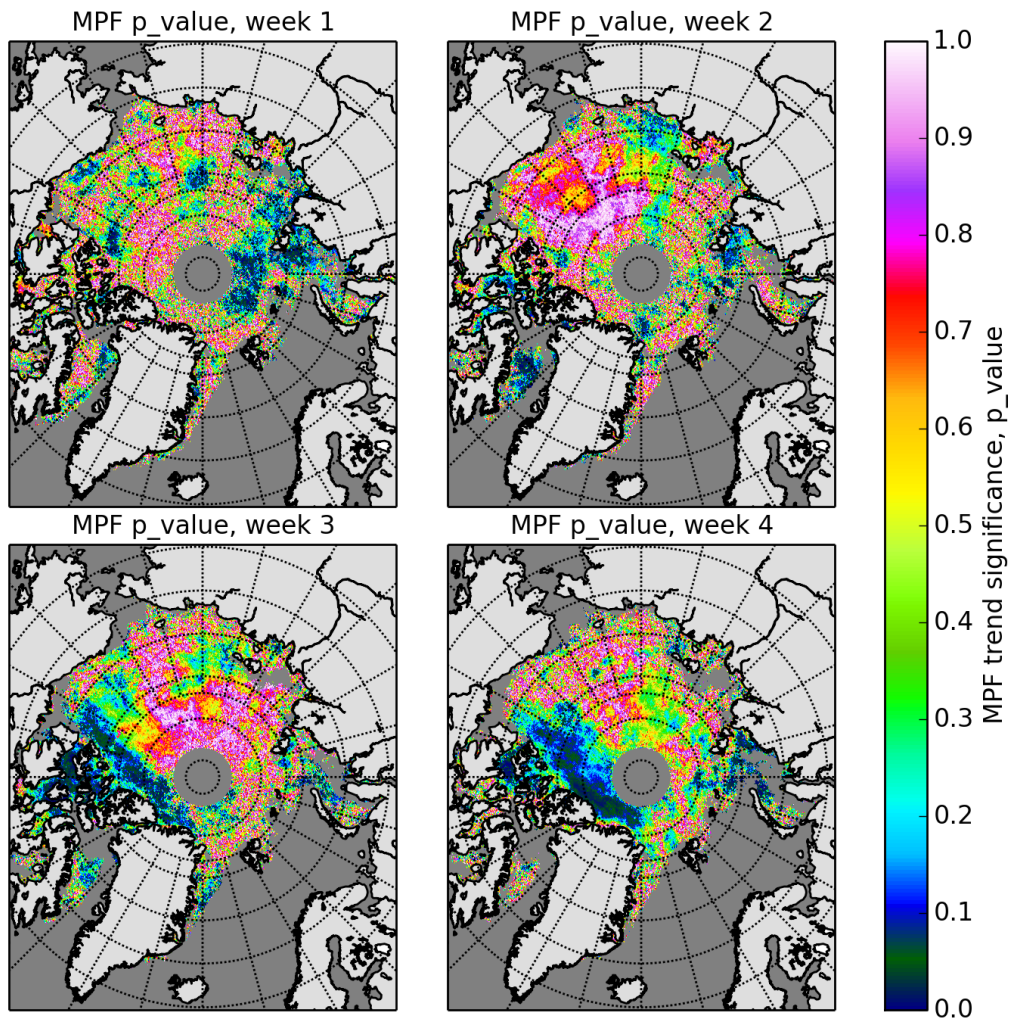 MPF p_value, week 1
MPF p_value, week 2
MPF p_value, week 3
MPF p_value, week 4
1.0
0.9
0.8
0.7
0.6
0.5
0.4
0.3
0.2
0.1
0.0
MPF trend significance, p_value